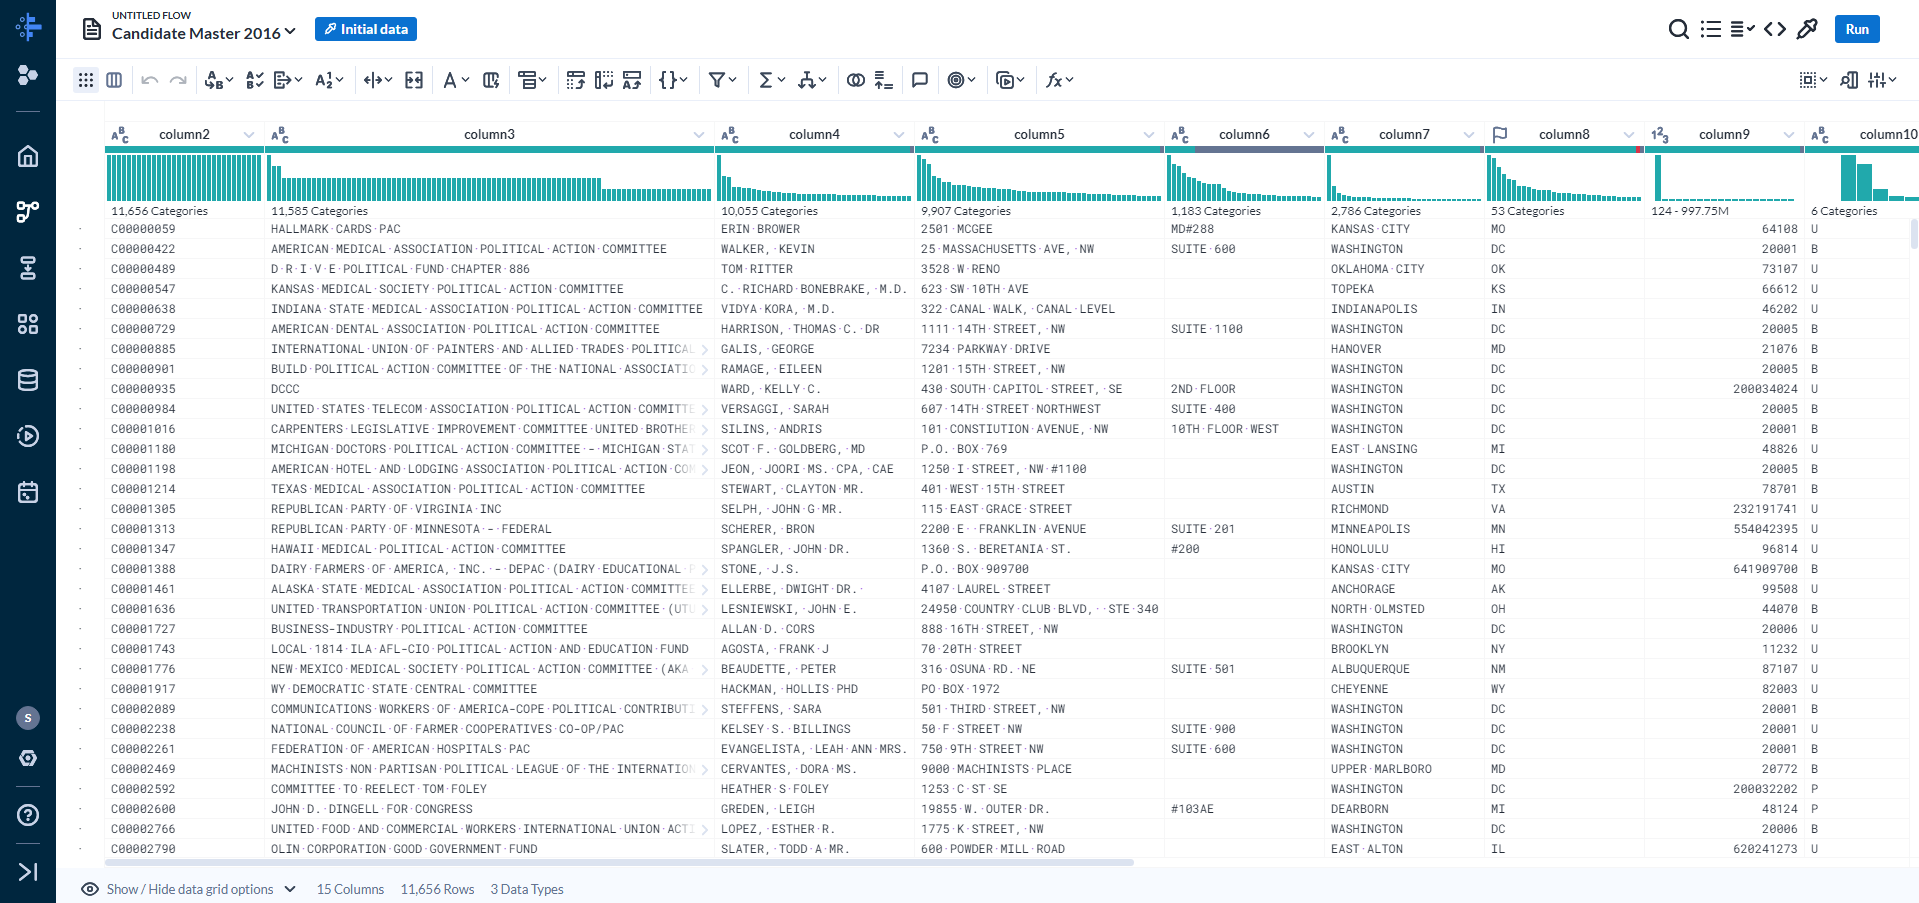 UNTITLED FLOW
Candidate Master 2016
Initial data
Run
column2 column3 column4 column5 column6 column7 column8 column9 column10
11,656 Categories 11,585 Categories 10,055 Categories 9,907 Categories 1,183 Categories 2,786 Categories 53 Categories 124 - 997.75M 6 Categories
C00000059 HALLMARK·CARDS·PAC ERIN·BROWER 2501·MCGEE MD#288 KANSAS·CITY MO 64108 U
C00000422 AMERICAN·MEDICAL·ASSOCIATION·POLITICAL·ACTION·COMMITTEE WALKER,·KEVIN 25·MASSACHUSETTS·AVE,·NW SUITE·600 WASHINGTON DC 20001 B
C00000489 D·R·I·V·E·POLITICAL·FUND·CHAPTER·886 TOM·RITTER 3528·W·RENO OKLAHOMA·CITY OK 73107 U
C00000547 KANSAS·MEDICAL·SOCIETY·POLITICAL·ACTION·COMMITTEE C.·RICHARD·BONEBRAKE,·M.D. 623·SW·10TH·AVE TOPEKA KS 66612 U
C00000638 INDIANA·STATE·MEDICAL·ASSOCIATION·POLITICAL·ACTION·COMMITTEE VIDYA·KORA,·M.D. 322·CANAL·WALK,·CANAL·LEVEL INDIANAPOLIS IN 46202 U
C00000729 AMERICAN·DENTAL·ASSOCIATION·POLITICAL·ACTION·COMMITTEE HARRISON,·THOMAS·C.·DR 1111·14TH·STREET,·NW SUITE·1100 WASHINGTON DC 20005 B
C00000885 INTERNATIONAL·UNION·OF·PAINTERS·AND·ALLIED·TRADES·POLITICAL GALIS,·GEORGE 7234·PARKWAY·DRIVE HANOVER MD 21076 B
C00000901 BUILD·POLITICAL·ACTION·COMMITTEE·OF·THE·NATIONAL·ASSOCIATIO RAMAGE,·EILEEN 1201·15TH·STREET,·NW WASHINGTON DC 20005 B
C00000935 DCCC WARD,·KELLY·C. 430·SOUTH·CAPITOL·STREET,·SE 2ND·FLOOR WASHINGTON DC 200034024 U
C00000984 UNITED·STATES·TELECOM·ASSOCIATION·POLITICAL·ACTION·COMMITTE VERSAGGI,·SARAH 607·14TH·STREET·NORTHWEST SUITE·400 WASHINGTON DC 20005 B
C00001016 CARPENTERS·LEGISLATIVE·IMPROVEMENT·COMMITTEE·UNITED·BROTHER SILINS,·ANDRIS 101·CONSTIUTION·AVENUE,·NW 10TH·FLOOR·WEST WASHINGTON DC 20001 B
C00001180 MICHIGAN·DOCTORS·POLITICAL·ACTION·COMMITTEE·-·MICHIGAN·STAT SCOT·F.·GOLDBERG,·MD P.O.·BOX·769 EAST·LANSING MI 48826 U
C00001198 AMERICAN·HOTEL·AND·LODGING·ASSOCIATION·POLITICAL·ACTION·COM JEON,·JOORI·MS.·CPA,·CAE 1250·I·STREET,·NW·#1100 WASHINGTON DC 20005 B
C00001214 TEXAS·MEDICAL·ASSOCIATION·POLITICAL·ACTION·COMMITTEE STEWART,·CLAYTON·MR. 401·WEST·15TH·STREET AUSTIN TX 78701 B
C00001305 REPUBLICAN·PARTY·OF·VIRGINIA·INC SELPH,·JOHN·G·MR. 115·EAST·GRACE·STREET RICHMOND VA 232191741 U
C00001313 REPUBLICAN·PARTY·OF·MINNESOTA·-·FEDERAL SCHERER,·BRON 2200·E··FRANKLIN·AVENUE SUITE·201 MINNEAPOLIS MN 554042395 U
C00001347 HAWAII·MEDICAL·POLITICAL·ACTION·COMMITTEE SPANGLER,·JOHN·DR. 1360·S.·BERETANIA·ST. #200 HONOLULU HI 96814 U
C00001388 DAIRY·FARMERS·OF·AMERICA,·INC.·-·DEPAC·(DAIRY·EDUCATIONAL·P STONE,·J.S. P.O.·BOX·909700 KANSAS·CITY MO 641909700 B
C00001461 ALASKA·STATE·MEDICAL·ASSOCIATION·POLITICAL·ACTION·COMMITTEE ELLERBE,·DWIGHT·DR.· 4107·LAUREL·STREET ANCHORAGE AK 99508 U
C00001636 UNITED·TRANSPORTATION·UNION·POLITICAL·ACTION·COMMITTEE·(UTU LESNIEWSKI,·JOHN·E. 24950·COUNTRY·CLUB·BLVD,··STE·340 NORTH·OLMSTED OH 44070 B
C00001727 BUSINESS-INDUSTRY·POLITICAL·ACTION·COMMITTEE ALLAN·D.·CORS 888·16TH·STREET,·NW WASHINGTON DC 20006 U
C00001743 LOCAL·1814·ILA·AFL-CIO·POLITICAL·ACTION·AND·EDUCATION·FUND AGOSTA,·FRANK·J 70·20TH·STREET BROOKLYN NY 11232 U
C00001776 NEW·MEXICO·MEDICAL·SOCIETY·POLITICAL·ACTION·COMMITTEE·(AKA BEAUDETTE,·PETER 316·OSUNA·RD.·NE SUITE·501 ALBUQUERQUE NM 87107 U
C00001917 WY·DEMOCRATIC·STATE·CENTRAL·COMMITTEE HACKMAN,·HOLLIS·PHD PO·BOX·1972 CHEYENNE WY 82003 U
C00002089 COMMUNICATIONS·WORKERS·OF·AMERICA-COPE·POLITICAL·CONTRIBUTI STEFFENS,·SARA 501·THIRD·STREET,·NW WASHINGTON DC 20001 B
C00002238 NATIONAL·COUNCIL·OF·FARMER·COOPERATIVES·CO-OP/PAC KELSEY·S.·BILLINGS 50·F·STREET·NW SUITE·900 WASHINGTON DC 20001 U
C00002261 FEDERATION·OF·AMERICAN·HOSPITALS·PAC EVANGELISTA,·LEAH·ANN·MRS. 750·9TH·STREET·NW SUITE·600 WASHINGTON DC 20001 B
C00002469 MACHINISTS·NON·PARTISAN·POLITICAL·LEAGUE·OF·THE·INTERNATION CERVANTES,·DORA·MS. 9000·MACHINISTS·PLACE UPPER·MARLBORO MD 20772 B
C00002592 COMMITTEE·TO·REELECT·TOM·FOLEY HEATHER·S·FOLEY 1253·C·ST·SE WASHINGTON DC 200032202 P
C00002600 JOHN·D.·DINGELL·FOR·CONGRESS GREDEN,·LEIGH 19855·W.·OUTER·DR. #103AE DEARBORN MI 48124 P
C00002766 UNITED·FOOD·AND·COMMERCIAL·WORKERS·INTERNATIONAL·UNION·ACTI LOPEZ,·ESTHER·R. 1775·K·STREET,·NW WASHINGTON DC 20006 B
C00002790 OLIN·CORPORATION·GOOD·GOVERNMENT·FUND SLATER,·TODD·A·MR. 600·POWDER·MILL·ROAD EAST·ALTON IL 620241273 U
S
Show / Hide data grid options 15 Columns 11,656 Rows 3 Data Types